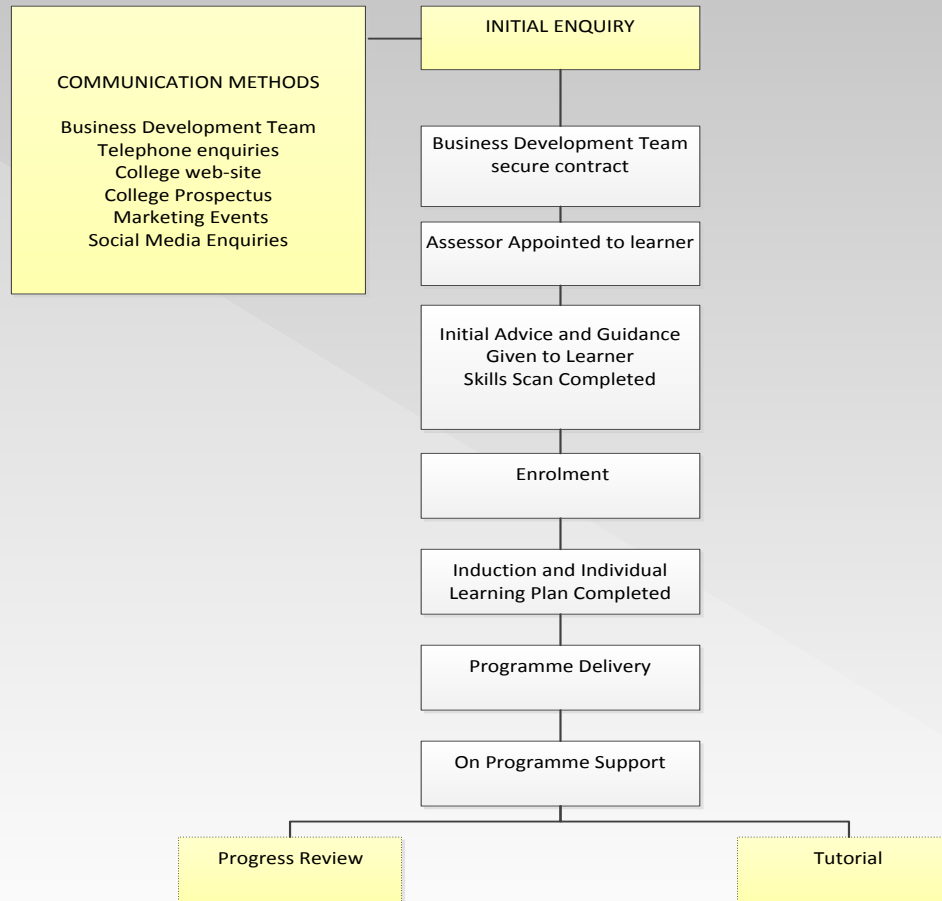 INITIAL ENQUIRY
COMMUNICATION METHODS
Business Development Team
Telephone enquiries
College web-site
College Prospectus
Marketing Events
Social Media Enquiries
Business Development Team
secure contract
Assessor Appointed to learner
Initial Advice and Guidance
Given to Learner
Skills Scan Completed
Enrolment
Induction and Individual
Learning Plan Completed
Programme Delivery
On Programme Support
Progress Review
Tutorial